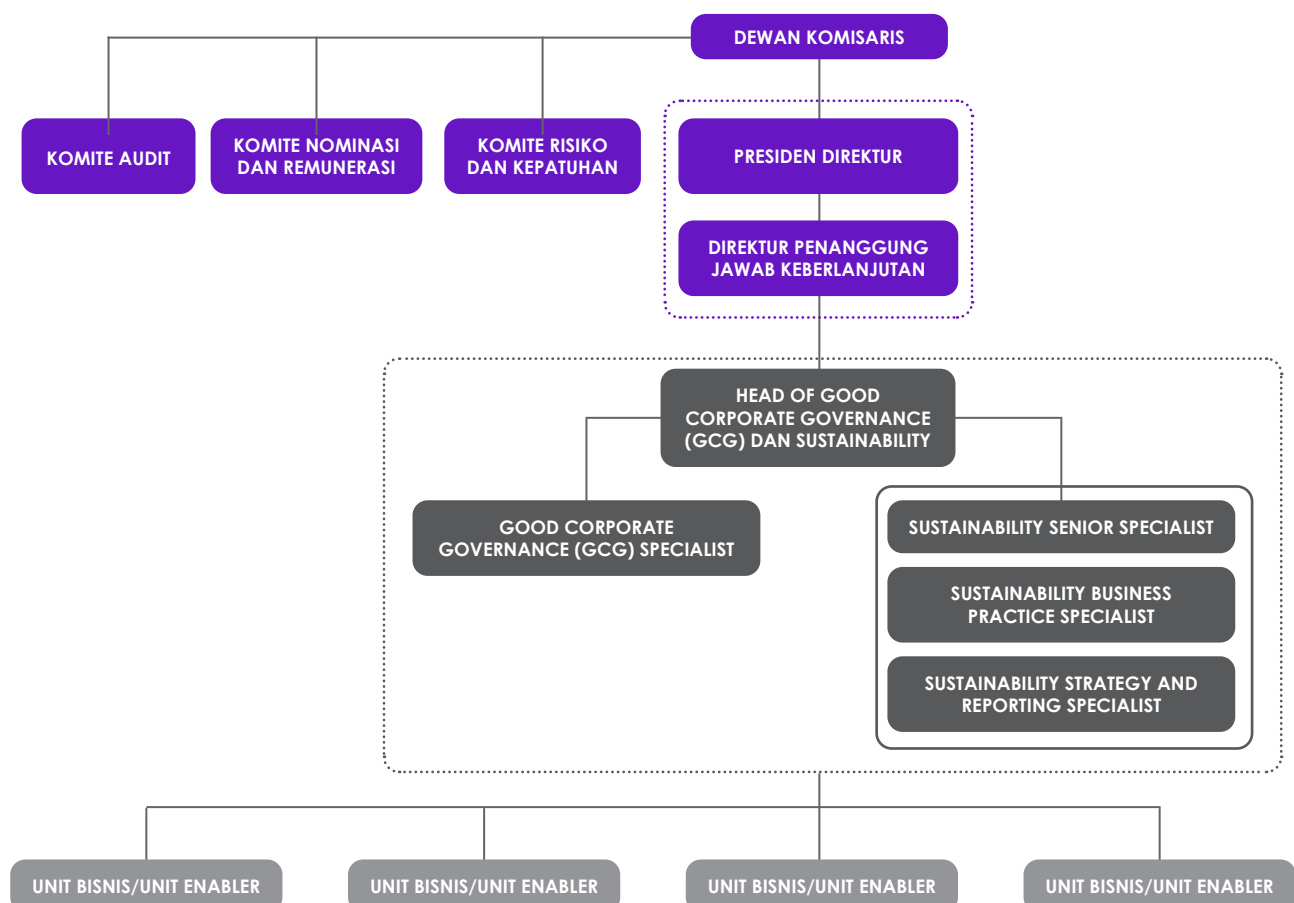 DEWAN KOMISARIS
KOMITE AUDIT
KOMITE NOMINASI
DAN REMUNERASI
KOMITE RISIKO
DAN KEPATUHAN
PRESIDEN DIREKTUR
DIREKTUR PENANGGUNG
JAWAB KEBERLANJUTAN
HEAD OF GOOD
CORPORATE GOVERNANCE
(GCG) DAN SUSTAINABILITY
GOOD CORPORATE
GOVERNANCE (GCG) SPECIALIST
SUSTAINABILITY SENIOR SPECIALIST
SUSTAINABILITY BUSINESS
PRACTICE SPECIALIST
SUSTAINABILITY STRATEGY AND
REPORTING SPECIALIST
UNIT BISNIS/UNIT ENABLER
UNIT BISNIS/UNIT ENABLER
UNIT BISNIS/UNIT ENABLER
UNIT BISNIS/UNIT ENABLER